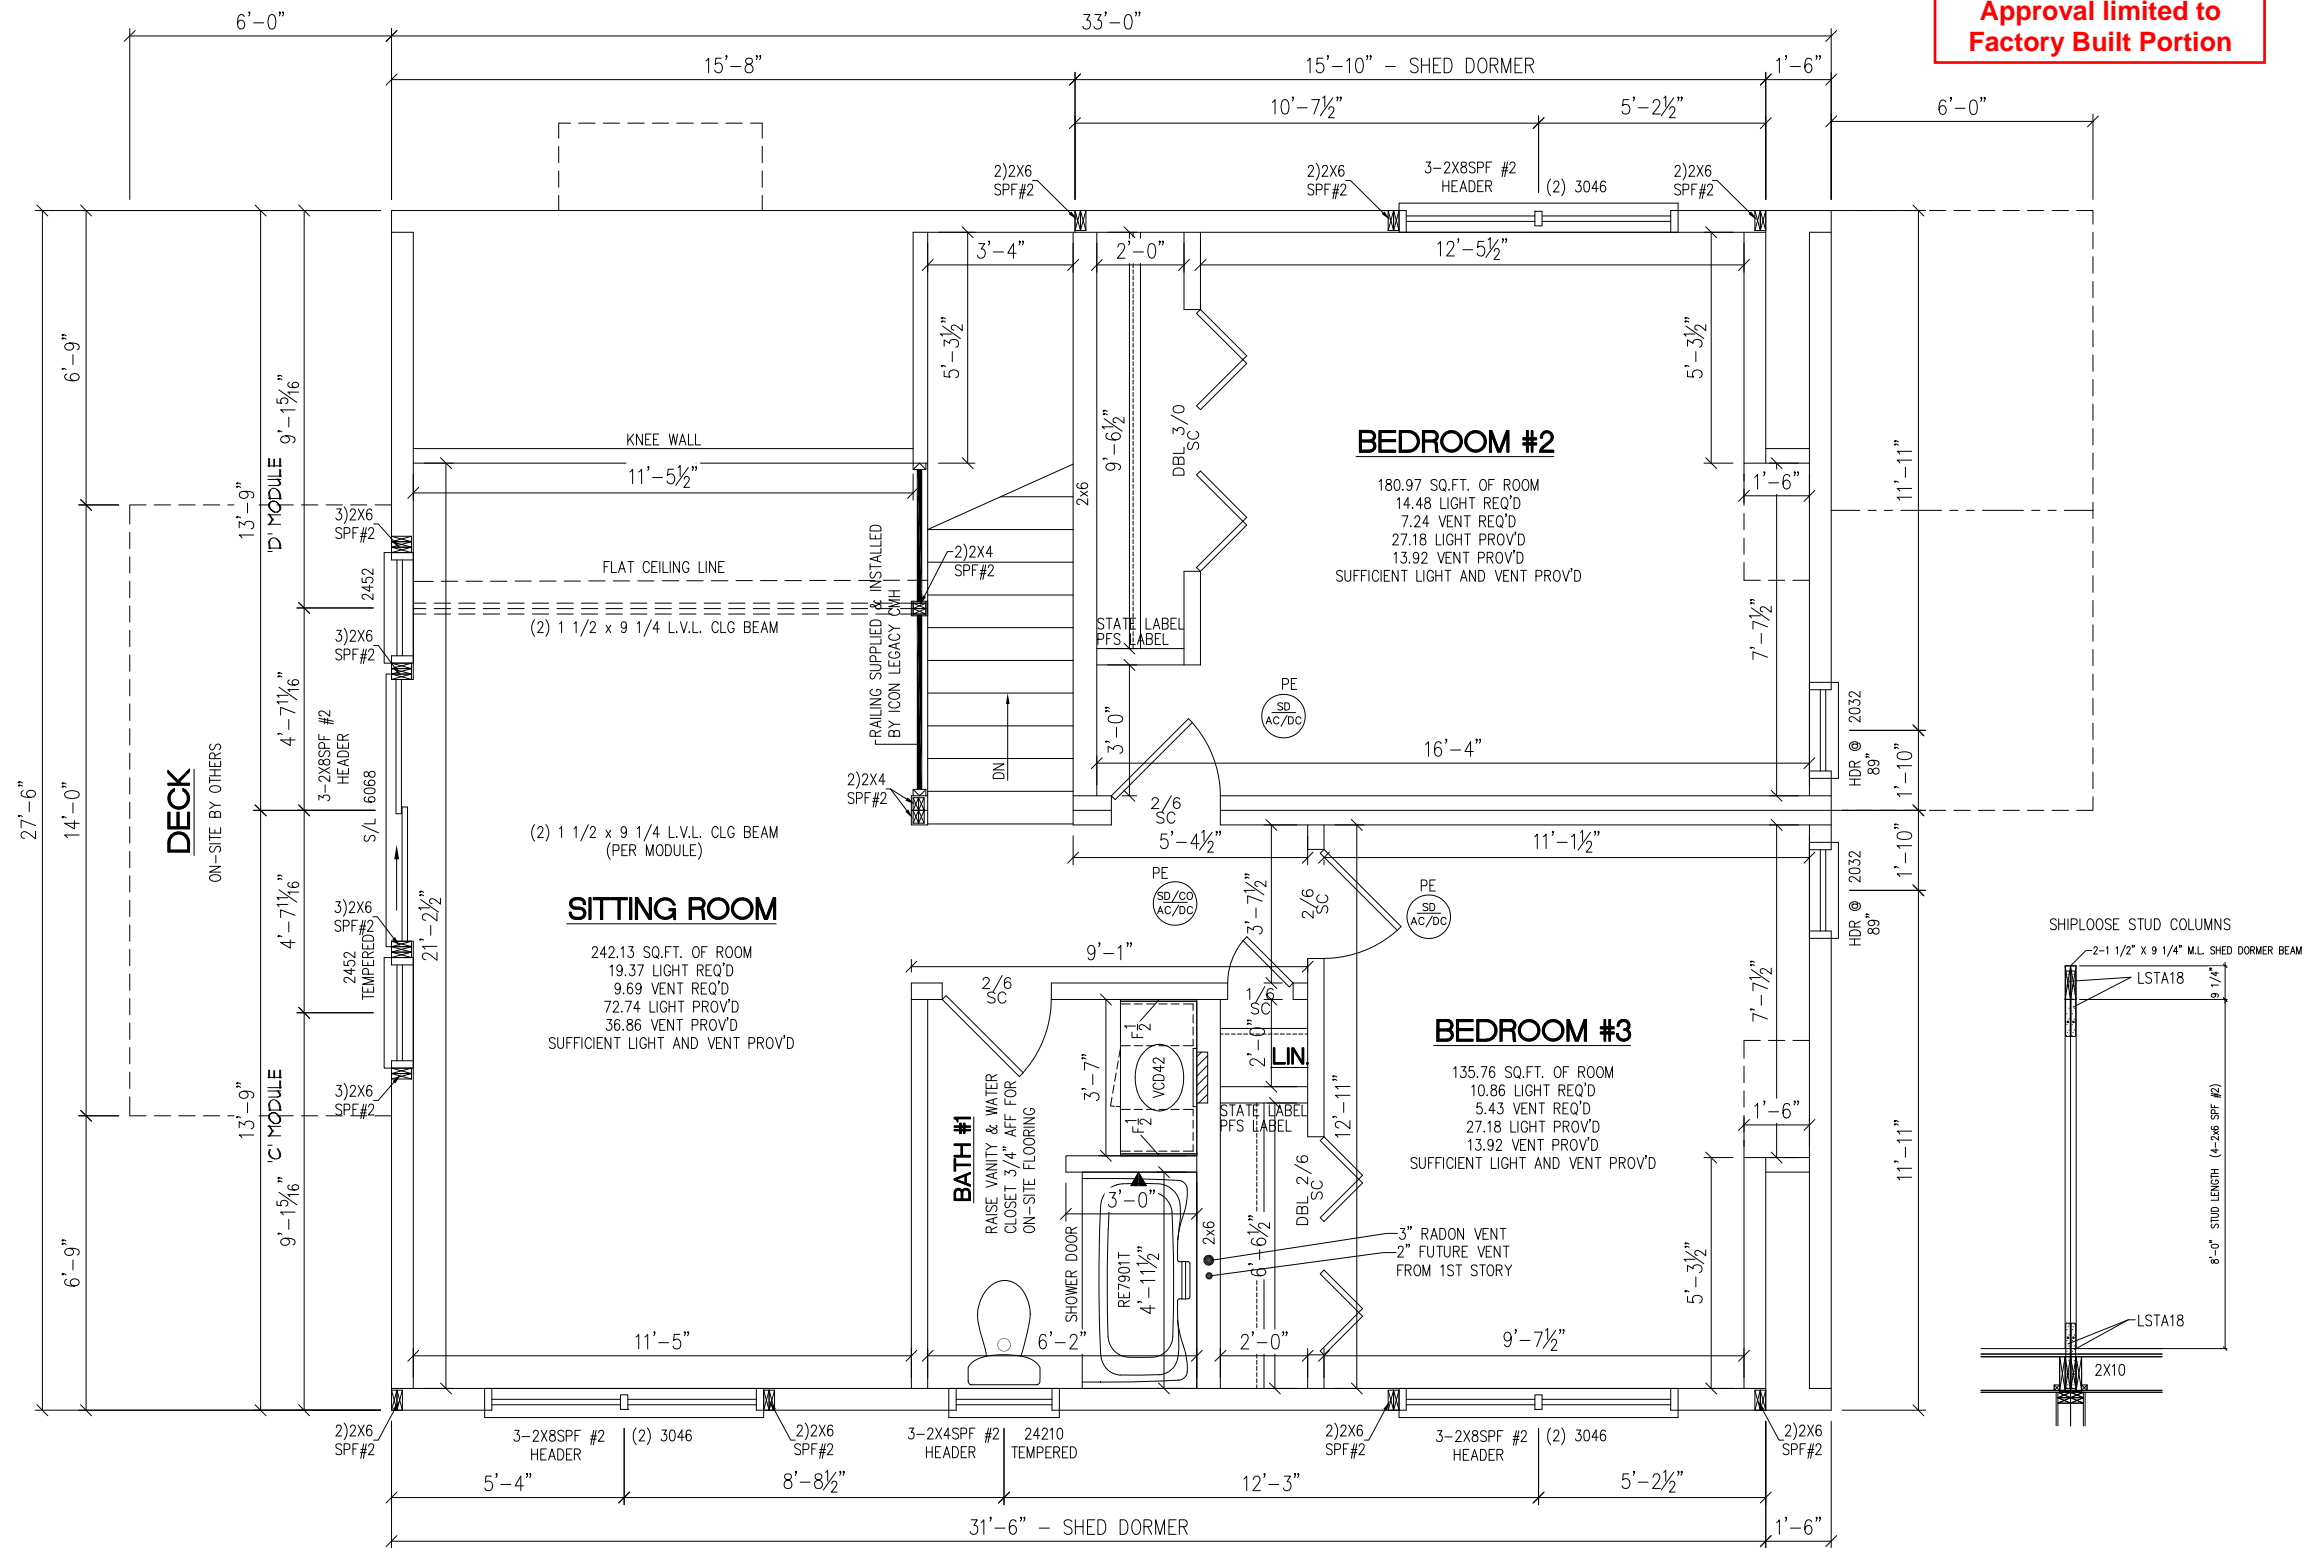 Approval limited to
Factory Built Portion
6'-0"
33'-0"
15'-8"
15'-10" - SHED DORMER
1'-6"
10'-7½"
5'-2½"
6'-0"
2)2X6
SPF#2
2)2X6
SPF#2
3-2X8SPF #2
HEADER
(2) 3046
2)2X6
SPF#2
3'-4"
2'-0"
12'-5½"
5'-3½"
5'-3½"
6'-9"
9'-1⁵⁄₁₆"
'D' MODULE
13'-9"
KNEE WALL
11'-5½"
9'-6½"
DBL 3/0
SC
2x6
BEDROOM #2
180.97 SQ.FT. OF ROOM
14.48 LIGHT REQ'D
7.24 VENT REQ'D
27.18 LIGHT PROV'D
13.92 VENT PROV'D
SUFFICIENT LIGHT AND VENT PROV'D
1'-6"
11'-11"
3)2X6
SPF#2
2452
FLAT CEILING LINE
(2) 1 1/2 x 9 1/4 L.V.L. CLG BEAM
RAILING SUPPLIED & INSTALLED
BY ICON LEGACY CMH
2)2X4
SPF#2
STATE LABEL
PFS LABEL
7'-7½"
3)2X6
SPF#2
4'-7¹¹⁄₁₆"
3-2X8SPF #2
HEADER
PE
SD
AC/DC
3'-0"
16'-4"
2032
HDR @
89"
1'-10"
DECK
ON-SITE BY OTHERS
27'-6"
14'-0"
S/L 6068
DN
2)2X4
SPF#2
2/6
SC
(2) 1 1/2 x 9 1/4 L.V.L. CLG BEAM
(PER MODULE)
5'-4½"
11'-1½"
1'-10"
2032
HDR @
89"
PE
SD/CO
AC/DC
3'-7½"
2/6
SC
PE
SD
AC/DC
4'-7¹¹⁄₁₆"
3)2X6
SPF#2
2452
TEMPERED
21'-2½"
SITTING ROOM
242.13 SQ.FT. OF ROOM
19.37 LIGHT REQ'D
9.69 VENT REQ'D
72.74 LIGHT PROV'D
36.86 VENT PROV'D
SUFFICIENT LIGHT AND VENT PROV'D
9'-1"
2/6
SC
1/6
SC
2'-0"
LIN.
F1
F2
VCD42
F1
F2
3'-7"
STATE LABEL
PFS LABEL
12'-11"
BEDROOM #3
135.76 SQ.FT. OF ROOM
10.86 LIGHT REQ'D
5.43 VENT REQ'D
27.18 LIGHT PROV'D
13.92 VENT PROV'D
SUFFICIENT LIGHT AND VENT PROV'D
7'-7½"
1'-6"
11'-11"
3)2X6
SPF#2
13'-9"
'C' MODULE
9'-1⁵⁄₁₆"
6'-9"
BATH #1
RAISE VANITY & WATER
CLOSET 3/4" AFF FOR
ON-SITE FLOORING
3'-0"
SHOWER DOOR
RE7901T
4'-11½"
2x6
6'-6½"
DBL 2/6
SC
3" RADON VENT
2" FUTURE VENT
FROM 1ST STORY
5'-3½"
11'-5"
6'-2"
2'-0"
9'-7½"
2)2X6
SPF#2
3-2X8SPF #2
HEADER
(2) 3046
2)2X6
SPF#2
3-2X4SPF #2
HEADER
24210
TEMPERED
2)2X6
SPF#2
3-2X8SPF #2
HEADER
(2) 3046
2)2X6
SPF#2
5'-4"
8'-8½"
12'-3"
5'-2½"
31'-6" - SHED DORMER
1'-6"
SHIPLOOSE STUD COLUMNS
2-1 1/2" X 9 1/4" M.L. SHED DORMER BEAM
LSTA18
9 1/4"
8'-0" STUD LENGTH (4-2x6 SPF #2)
LSTA18
2X10